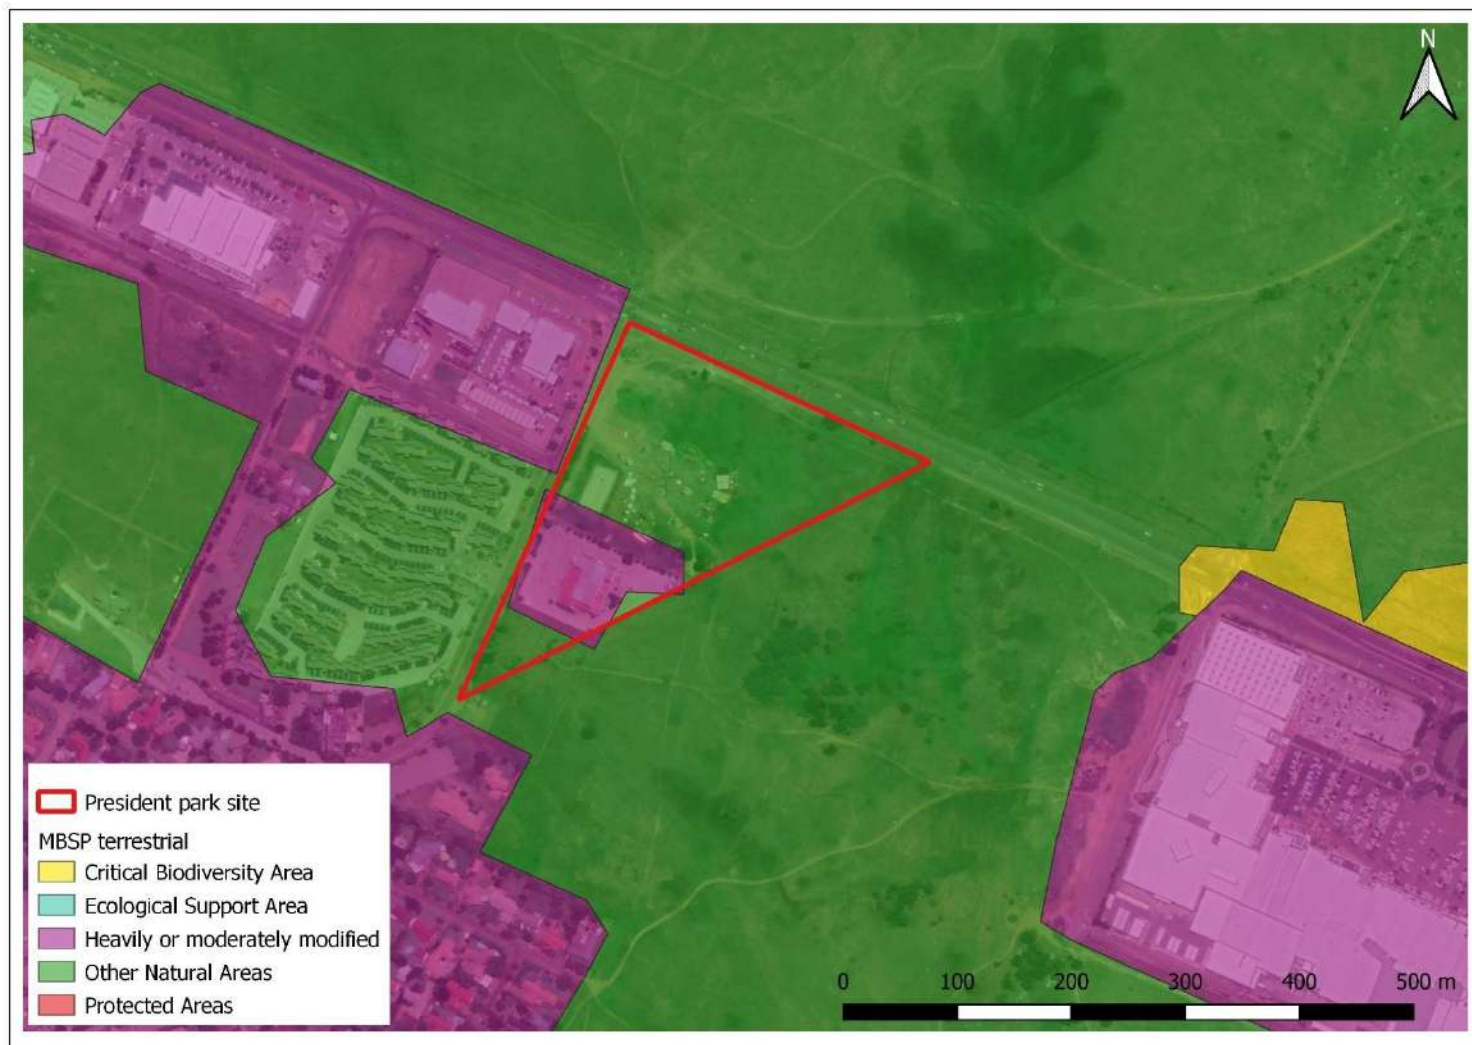 N
President park site
MBSP terrestrial
Critical Biodiversity Area
Ecological Support Area
Heavily or moderately modified
Other Natural Areas
Protected Areas
0 100 200 300 400 500 m